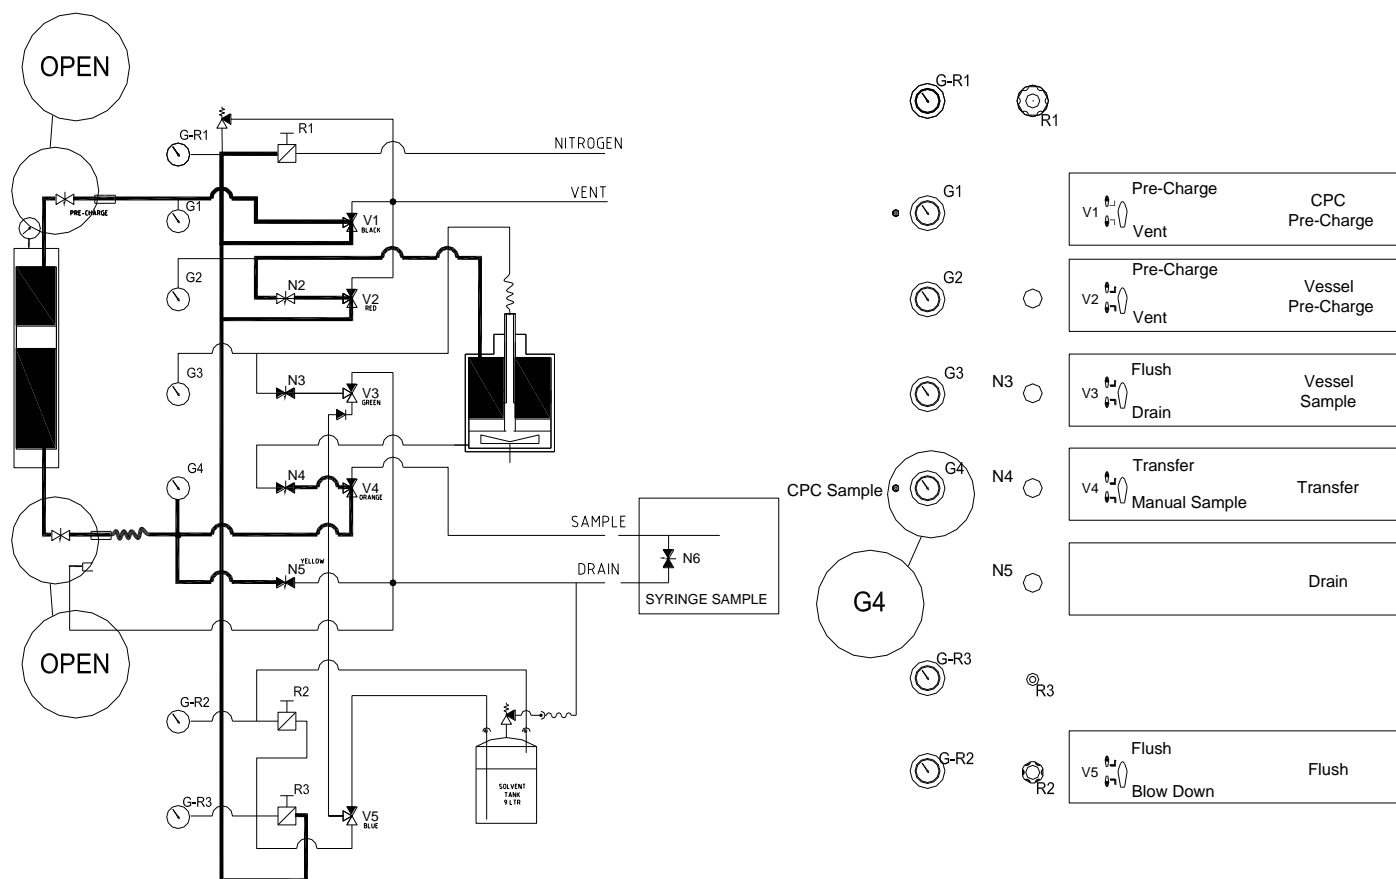 OPEN
G-R1
R1
NITROGEN
VENT
PRE-CHARGE
G1
V1
BLACK
G2
N2
V2
RED
G3
N3
V3
GREEN
G4
N4
V4
ORANGE
SAMPLE
YELLOW
N5
DRAIN
N6
SYRINGE SAMPLE
OPEN
G-R2
R2
G-R3
R3
V5
BLUE
SOLVENT
TANK
9 LTR
G-R1
R1
G1
V1
Pre-Charge
Vent
CPC
Pre-Charge
G2
V2
Pre-Charge
Vent
Vessel
Pre-Charge
G3
N3
V3
Flush
Drain
Vessel
Sample
CPC Sample
G4
N4
V4
Transfer
Manual Sample
Transfer
G4
N5
Drain
G-R3
R3
G-R2
R2
V5
Flush
Blow Down
Flush